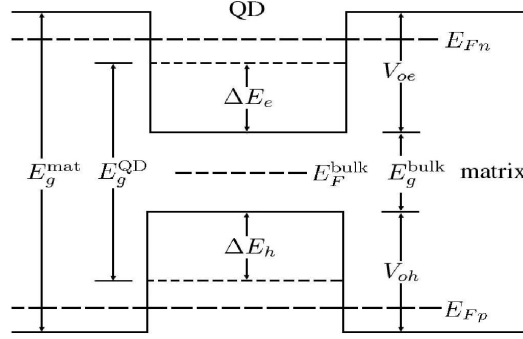 QD
E_{Fn}
V_{oe}
ΔE_e
E_g^{mat} E_g^{QD} E_F^{bulk} E_g^{bulk} matrix
ΔE_h
V_{oh}
E_{Fp}